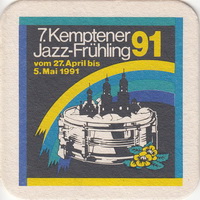 7. Kemptener
Jazz-Frühling 91
vom 27. April bis
5. Mai 1991